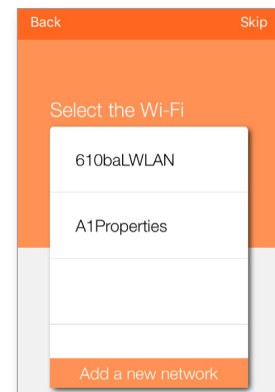 Back Skip
Select the Wi-Fi
610baLWLAN
A1Properties
Add a new network